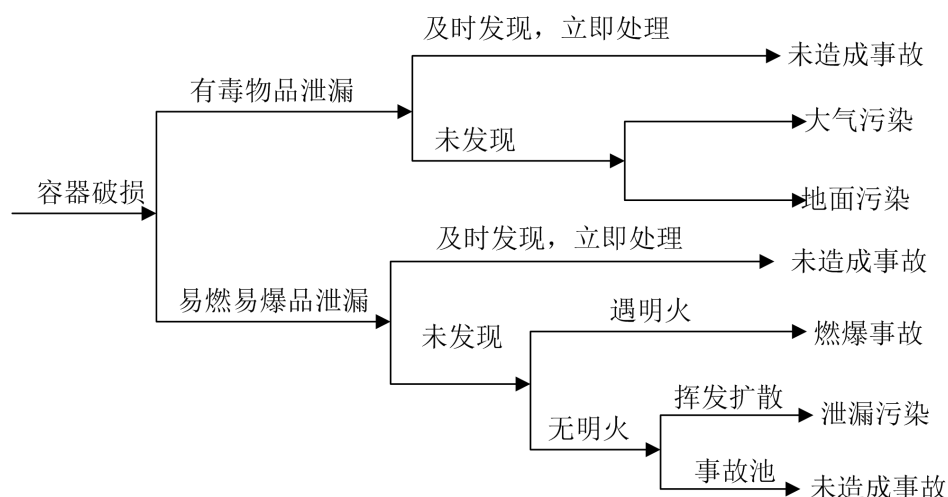 及时发现，立即处理
未造成事故
有毒物品泄漏
大气污染
未发现
容器破损
地面污染
及时发现，立即处理
未造成事故
易燃易爆品泄漏
遇明火
燃爆事故
未发现
挥发扩散
泄漏污染
无明火
事故池
未造成事故